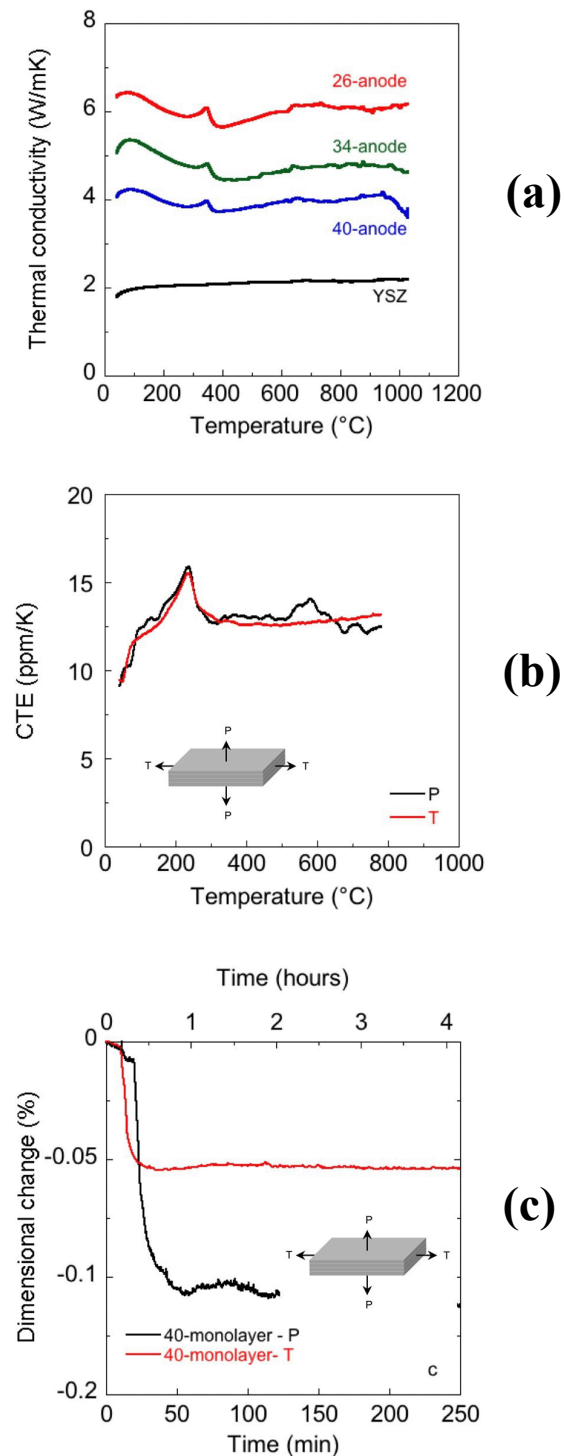 8
6
4
2
0
Thermal conductivity (W/mK)
26-anode
34-anode
40-anode
YSZ
0 200 400 600 800 1000 1200
Temperature (°C)
(a)
20
15
10
5
0
CTE (ppm/K)
P
T T
P
P
T
0 200 400 600 800 1000
Temperature (°C)
(b)
Time (hours)
0 1 2 3 4
0
-0.05
-0.1
-0.2
Dimensional change (%)
P
T T
P
40-monolayer - P
40-monolayer- T
c
0 50 100 150 200 250
Time (min)
(c)